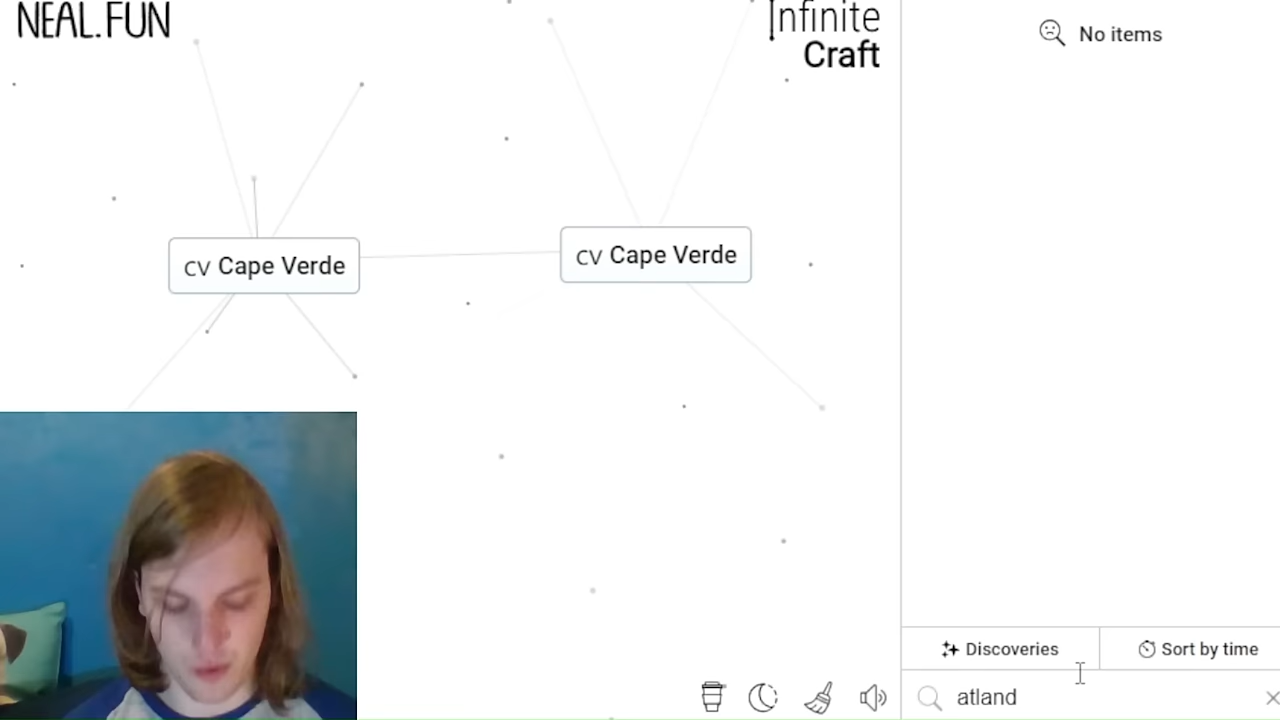 NEAL.FUN
Infinite
Craft
No items
CV Cape Verde
CV Cape Verde
Discoveries
Sort by time
atland